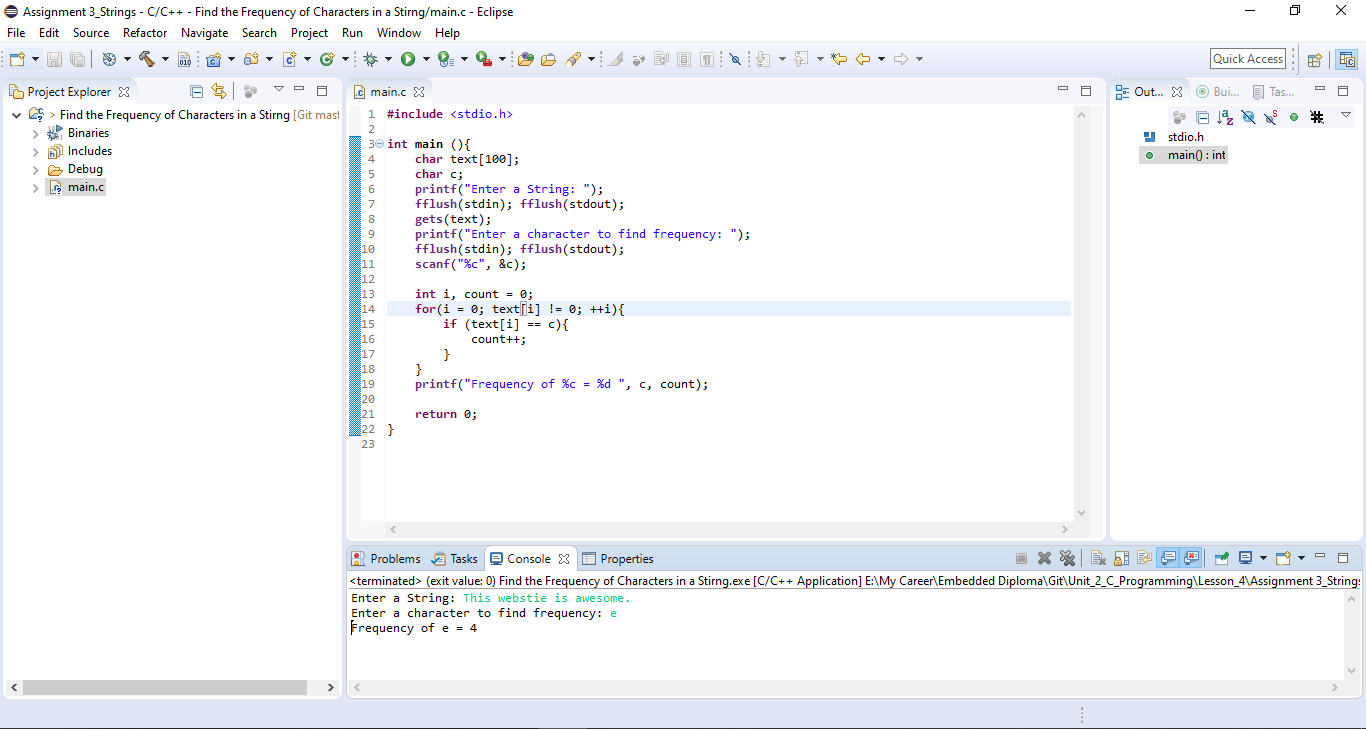 Assignment 3_Strings - C/C++ - Find the Frequency of Characters in a Stirng/main.c - Eclipse
File Edit Source Refactor Navigate Search Project Run Window Help
Quick Access
Project Explorer
> Find the Frequency of Characters in a Stirng [Git mast
Binaries
Includes
Debug
main.c
main.c
1 #include <stdio.h>
2
3 int main (){
4 char text[100];
5 char c;
6 printf("Enter a String: ");
7 fflush(stdin); fflush(stdout);
8 gets(text);
9 printf("Enter a character to find frequency: ");
10 fflush(stdin); fflush(stdout);
11 scanf("%c", &c);
12
13 int i, count = 0;
14 for(i = 0; text[i] != 0; ++i){
15 if (text[i] == c){
16 count++;
17 }
18 }
19 printf("Frequency of %c = %d ", c, count);
20
21 return 0;
22 }
23
Out... Bui... Tas...
stdio.h
main() : int
Problems Tasks Console Properties
<terminated> (exit value: 0) Find the Frequency of Characters in a Stirng.exe [C/C++ Application] E:\My Career\Embedded Diploma\Git\Unit_2_C_Programming\Lesson_4\Assignment 3_Strings
Enter a String: This webstie is awesome.
Enter a character to find frequency: e
Frequency of e = 4